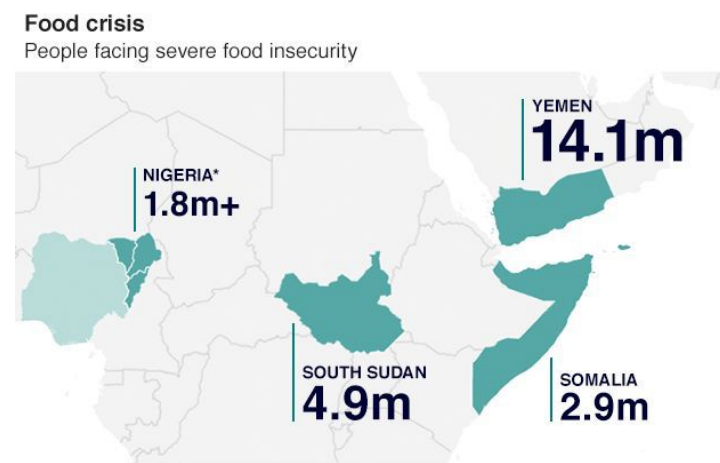 Food crisis
People facing severe food insecurity
YEMEN
14.1m
NIGERIA*
1.8m+
SOUTH SUDAN
4.9m
SOMALIA
2.9m